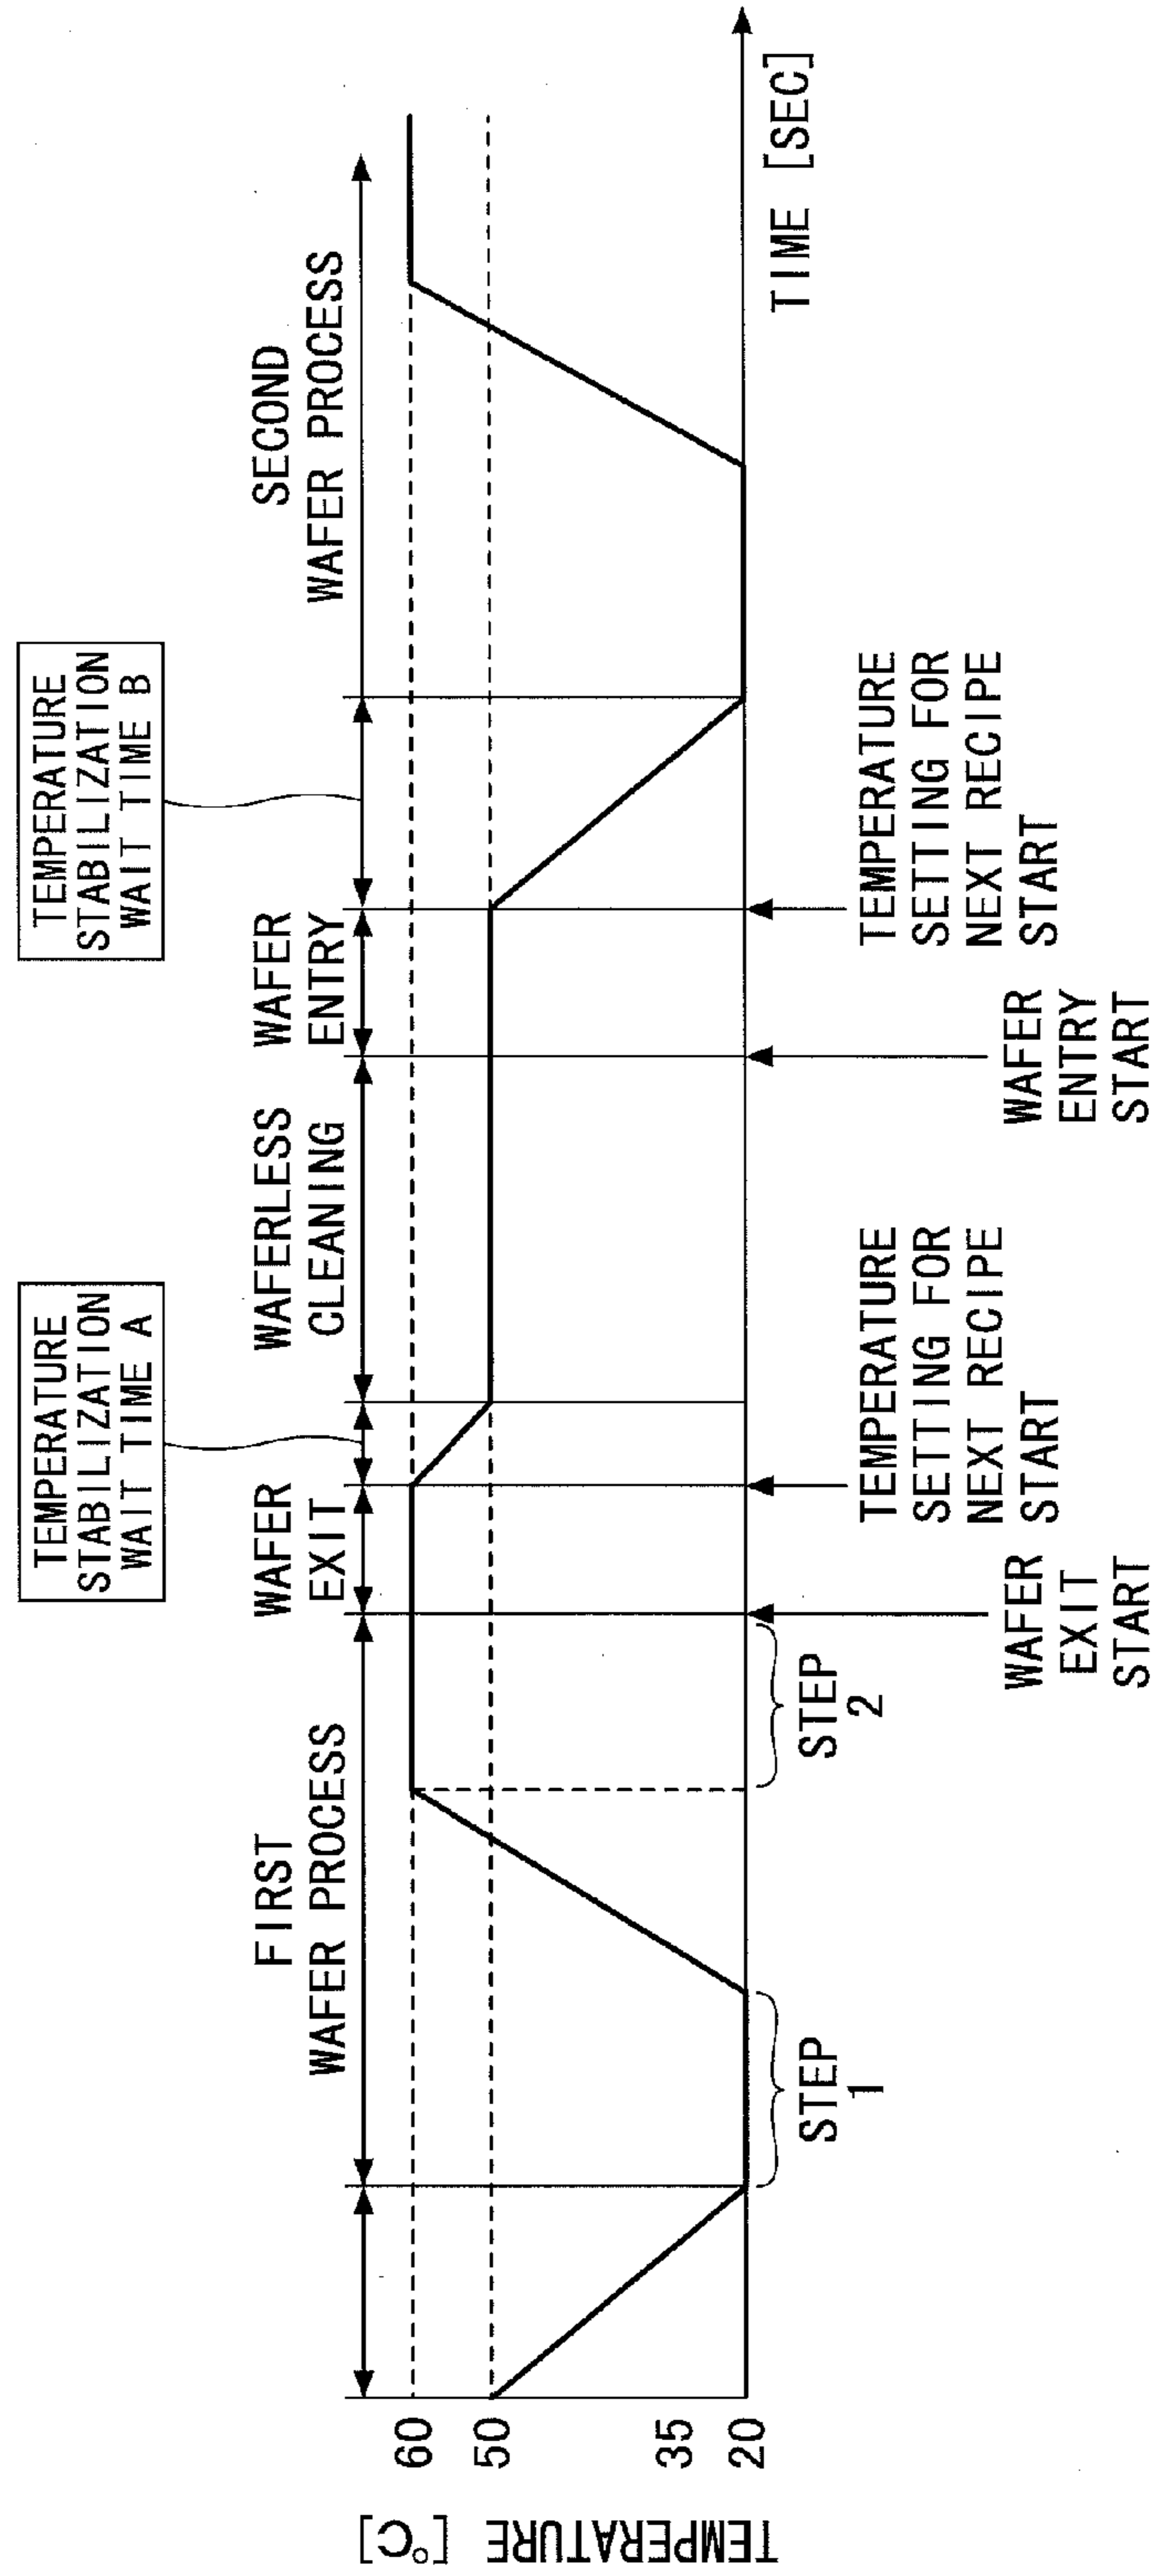 TEMPERATURE
STABILIZATION
WAIT TIME A
TEMPERATURE
STABILIZATION
WAIT TIME B
FIRST
WAFER PROCESS
WAFER
EXIT
WAFERLESS
CLEANING
WAFER
ENTRY
SECOND
WAFER PROCESS
TEMPERATURE [°C]
60
50
35
20
TIME [SEC]
STEP
1
STEP
2
TEMPERATURE
SETTING FOR
NEXT RECIPE
START
TEMPERATURE
SETTING FOR
NEXT RECIPE
START
WAFER
EXIT
START
WAFER
ENTRY
START